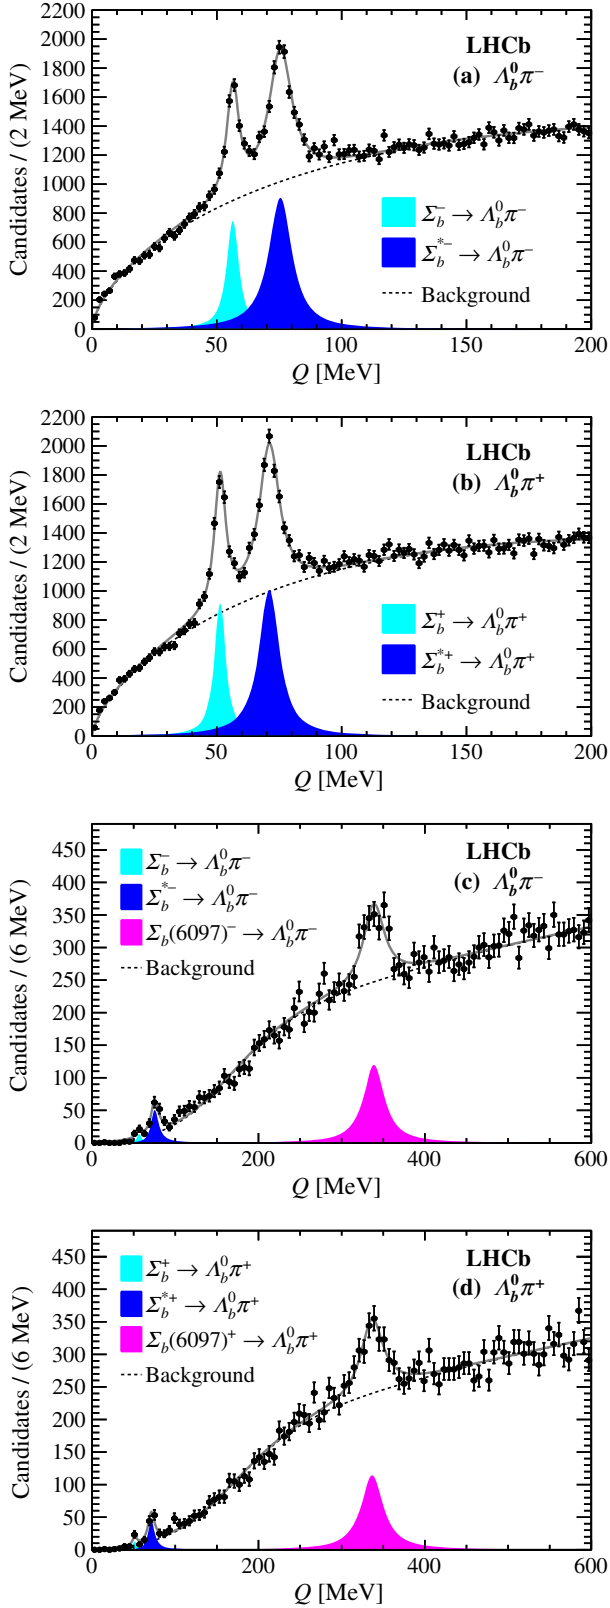 2200
2000
1800
1600
1400
1200
1000
800
600
400
200
0
Candidates / (2 MeV)
LHCb
(a) Λb0π−
Σb− → Λb0π−
Σb*− → Λb0π−
Background
0 50 100 150 200
Q [MeV]
2200
2000
1800
1600
1400
1200
1000
800
600
400
200
0
Candidates / (2 MeV)
LHCb
(b) Λb0π+
Σb+ → Λb0π+
Σb*+ → Λb0π+
Background
0 50 100 150 200
Q [MeV]
450
400
350
300
250
200
150
100
50
0
Candidates / (6 MeV)
Σb− → Λb0π−
Σb*− → Λb0π−
Σb(6097)− → Λb0π−
Background
LHCb
(c) Λb0π−
0 200 400 600
Q [MeV]
450
400
350
300
250
200
150
100
50
0
Candidates / (6 MeV)
Σb+ → Λb0π+
Σb*+ → Λb0π+
Σb(6097)+ → Λb0π+
Background
LHCb
(d) Λb0π+
0 200 400 600
Q [MeV]